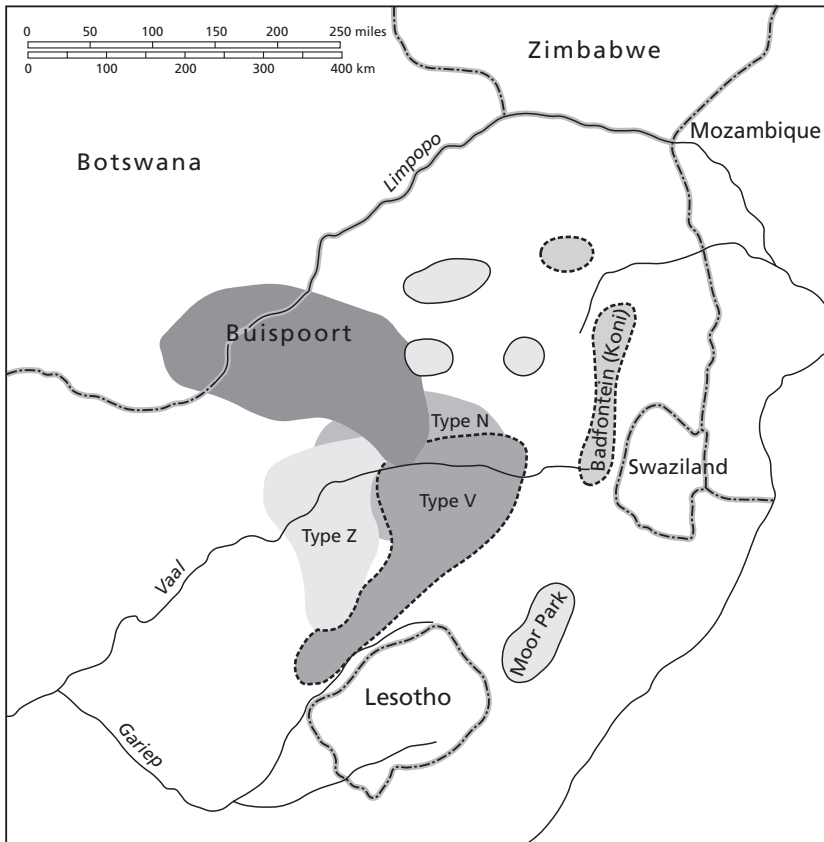 0 50 100 150 200 250 miles
0 100 200 300 400 km
Zimbabwe
Mozambique
Botswana
Limpopo
Buispoort
Badfontein (Koni)
Type N
Swaziland
Type V
Type Z
Vaal
Moor Park
Lesotho
Gariep